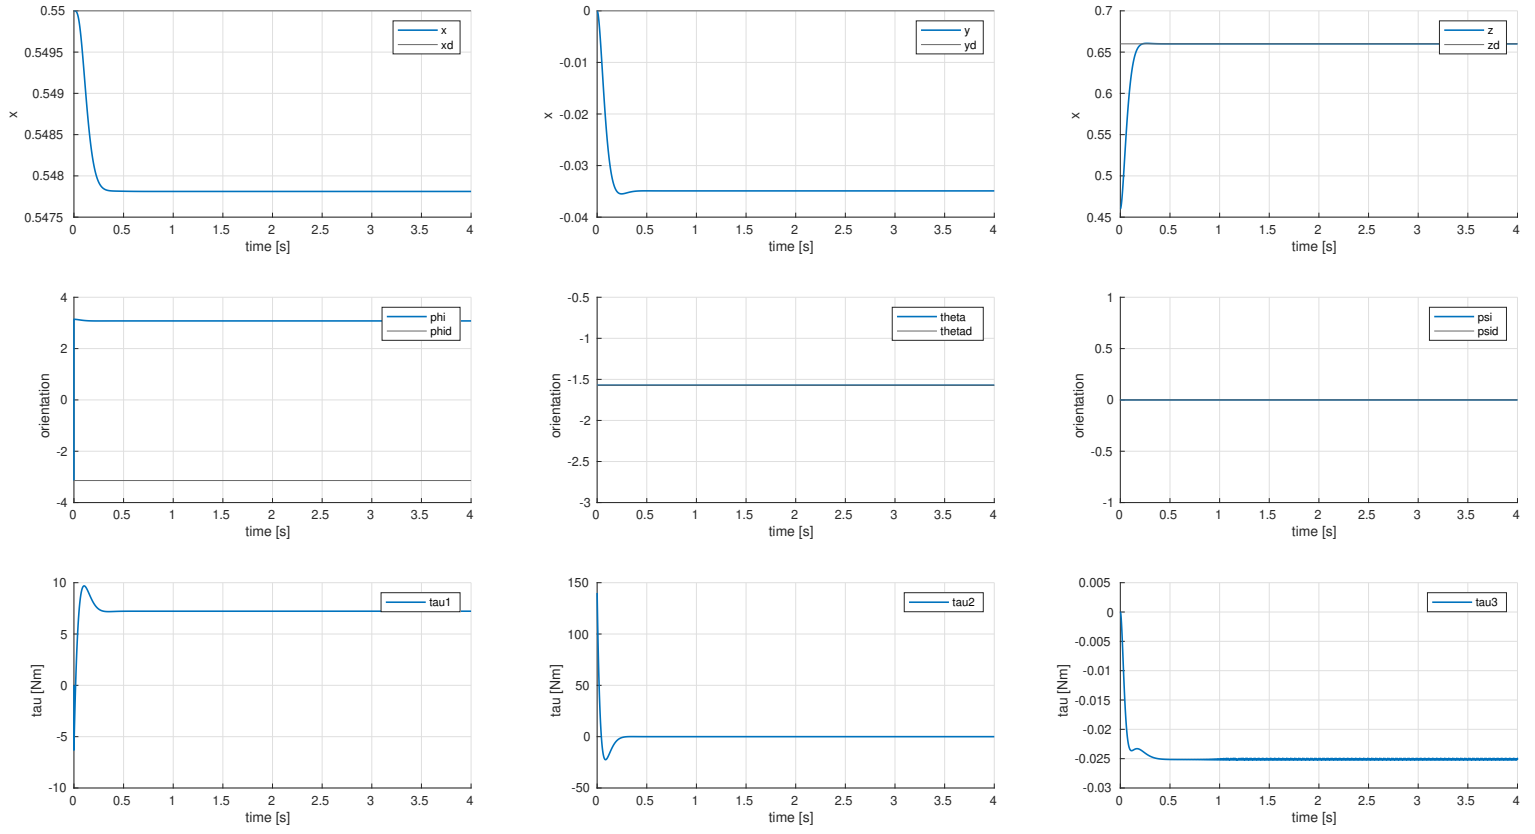 0.55
0.5495
0.549
0.5485
0.548
0.5475
x
0 0.5 1 1.5 2 2.5 3 3.5 4
time [s]
x
xd
0
-0.01
-0.02
-0.03
-0.04
x
0 0.5 1 1.5 2 2.5 3 3.5 4
time [s]
y
yd
0.7
0.65
0.6
0.55
0.5
0.45
x
0 0.5 1 1.5 2 2.5 3 3.5 4
time [s]
z
zd
4
2
0
-2
-4
orientation
0 0.5 1 1.5 2 2.5 3 3.5 4
time [s]
phi
phid
-0.5
-1
-1.5
-2
-2.5
-3
orientation
0 0.5 1 1.5 2 2.5 3 3.5 4
time [s]
theta
thetad
1
0.5
0
-0.5
-1
orientation
0 0.5 1 1.5 2 2.5 3 3.5 4
time [s]
psi
psid
10
5
0
-5
-10
tau [Nm]
0 0.5 1 1.5 2 2.5 3 3.5 4
time [s]
tau1
150
100
50
0
-50
tau [Nm]
0 0.5 1 1.5 2 2.5 3 3.5 4
time [s]
tau2
0.005
0
-0.005
-0.01
-0.015
-0.02
-0.025
-0.03
tau [Nm]
0 0.5 1 1.5 2 2.5 3 3.5 4
time [s]
tau3